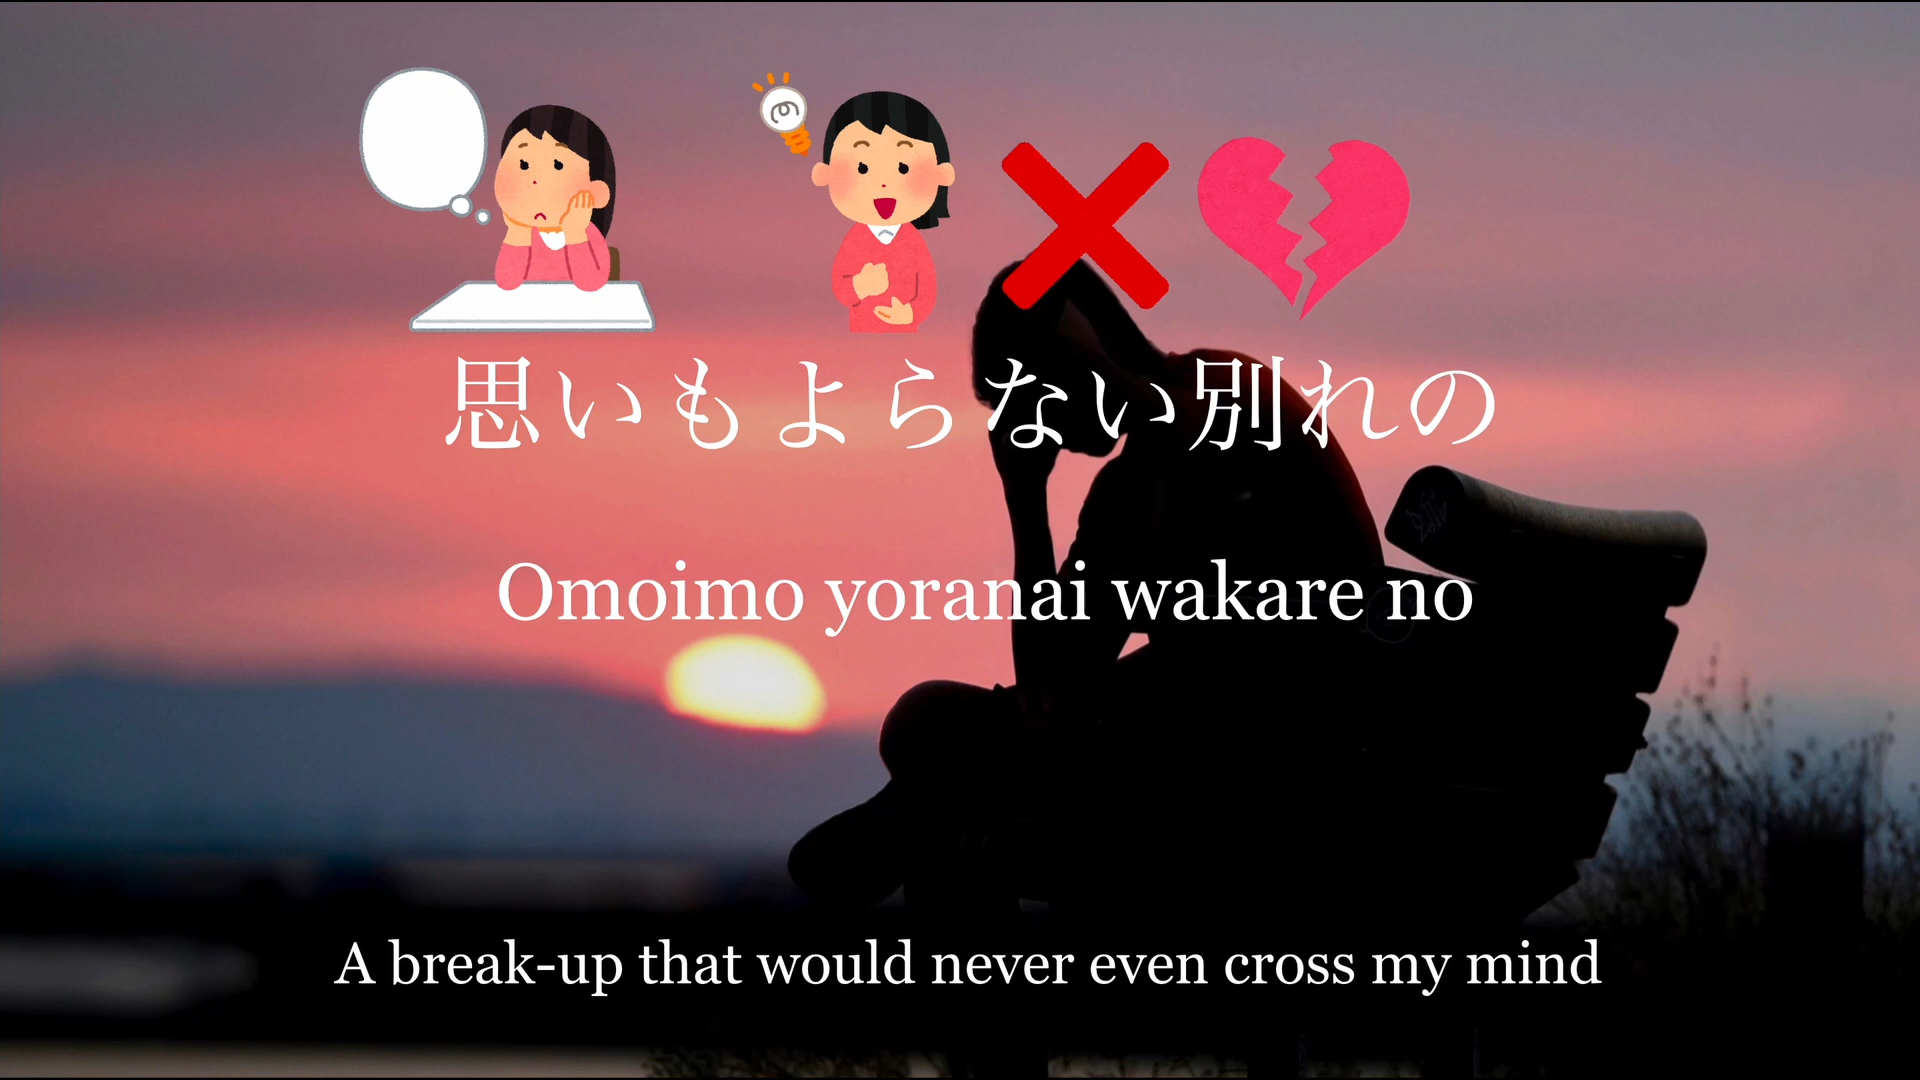 思いもよらない別れの
Omoimo yoranai wakare no
A break-up that would never even cross my mind